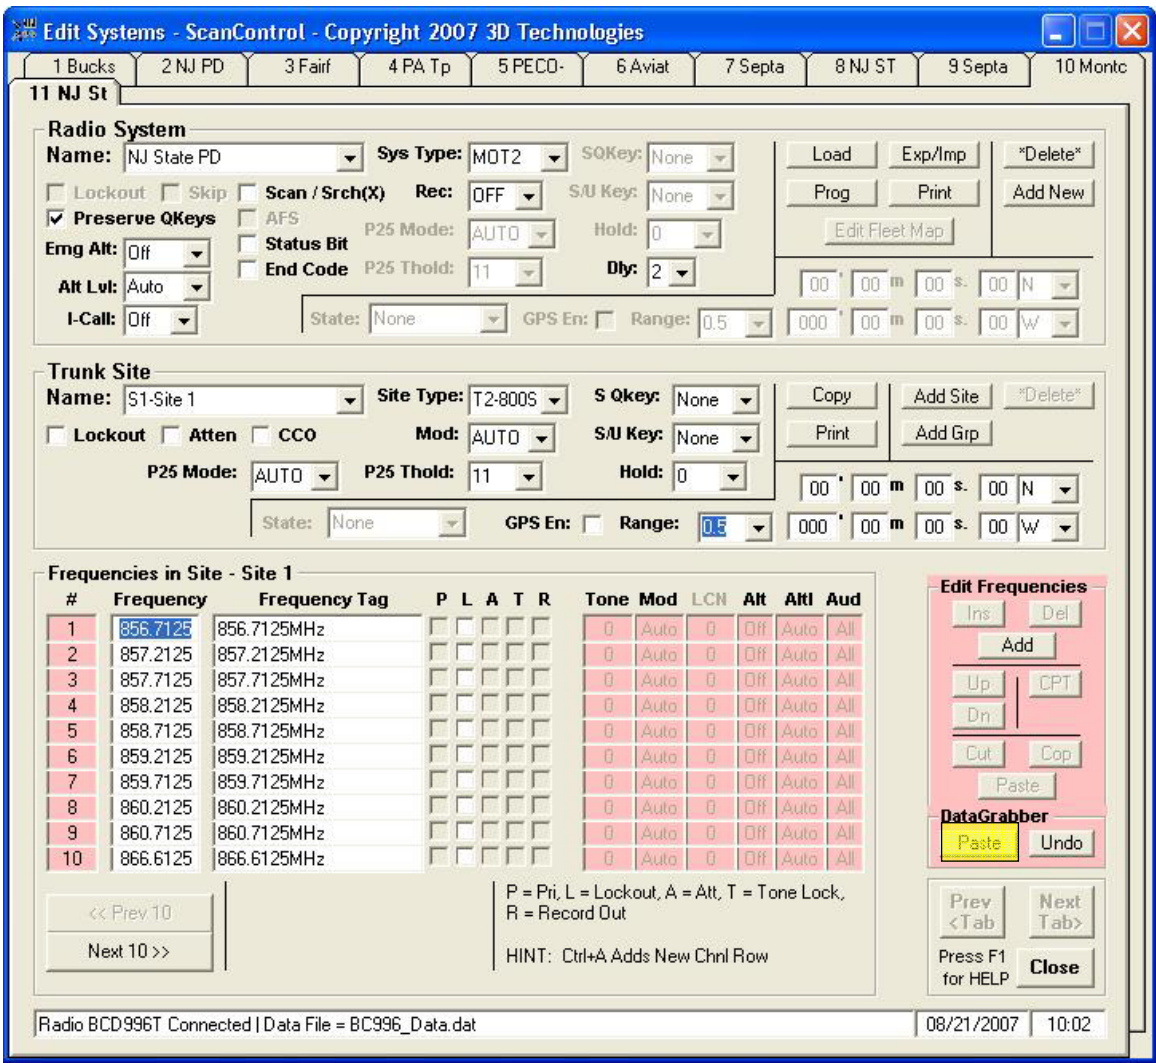 Edit Systems - ScanControl - Copyright 2007 3D Technologies
1 Bucks 2 NJ PD 3 Fairf 4 PA Tp 5 PECO- 6 Aviat 7 Septa 8 NJ ST 9 Septa 10 Montc
11 NJ St
Radio System
Name: NJ State PD Sys Type: MOT2 SQKey: None Load Exp/Imp *Delete*
Lockout Skip Scan / Srch(X) Rec: OFF S/U Key: None Prog Print Add New
Preserve QKeys AFS P25 Mode: AUTO Hold: 0 Edit Fleet Map
Emg Alt: Off Status Bit
End Code P25 Thold: 11 Dly: 2
Alt Lvl: Auto 00 ' 00 m 00 s. 00 N
I-Call: Off State: None GPS En: Range: 0.5 000 ' 00 m 00 s. 00 W
Trunk Site
Name: S1-Site 1 Site Type: T2-800S S Qkey: None Copy Add Site *Delete*
Lockout Atten CCO Mod: AUTO S/U Key: None Print Add Grp
P25 Mode: AUTO P25 Thold: 11 Hold: 0 00 ' 00 m 00 s. 00 N
State: None GPS En: Range: 0.5 000 ' 00 m 00 s. 00 W
Frequencies in Site - Site 1
# Frequency Frequency Tag P L A T R Tone Mod LCN Alt Altl Aud
1 856.7125 856.7125MHz 0 Auto 0 Off Auto All
2 857.2125 857.2125MHz 0 Auto 0 Off Auto All
3 857.7125 857.7125MHz 0 Auto 0 Off Auto All
4 858.2125 858.2125MHz 0 Auto 0 Off Auto All
5 858.7125 858.7125MHz 0 Auto 0 Off Auto All
6 859.2125 859.2125MHz 0 Auto 0 Off Auto All
7 859.7125 859.7125MHz 0 Auto 0 Off Auto All
8 860.2125 860.2125MHz 0 Auto 0 Off Auto All
9 860.7125 860.7125MHz 0 Auto 0 Off Auto All
10 866.6125 866.6125MHz 0 Auto 0 Off Auto All
<< Prev 10
Next 10 >>
P = Pri, L = Lockout, A = Att, T = Tone Lock,
R = Record Out
HINT: Ctrl+A Adds New Chnl Row
Edit Frequencies
Ins Del
Add
Up CPT
Dn
Cut Cop
Paste
DataGrabber
Paste Undo
Prev <Tab Next Tab>
Press F1 for HELP Close
Radio BCD996T Connected | Data File = BC996_Data.dat 08/21/2007 10:02